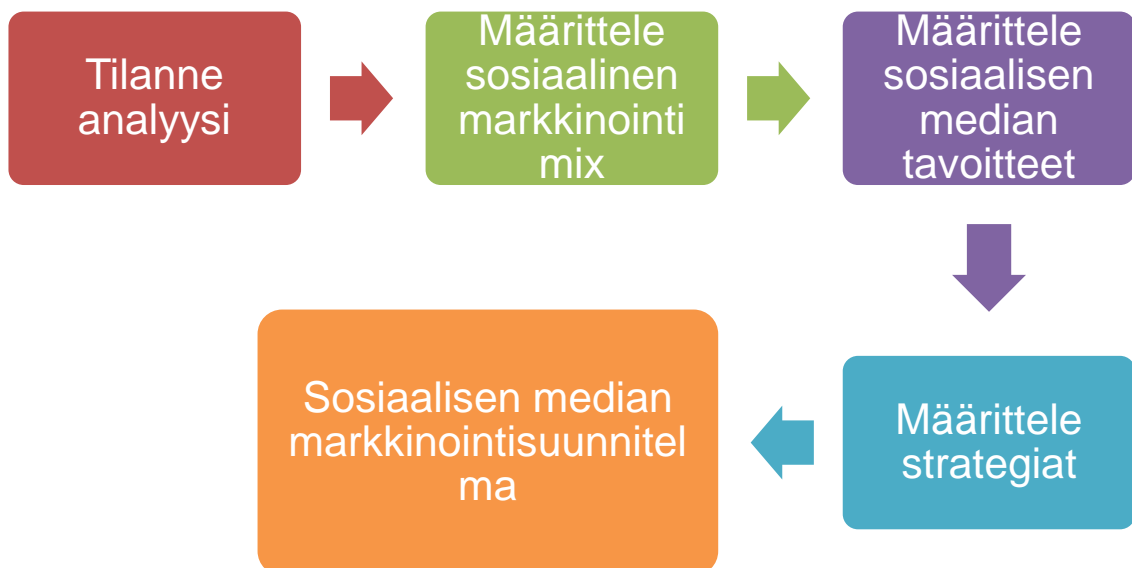 Tilanne
analyysi
Määrittele
sosiaalinen
markkinointi
mix
Määrittele
sosiaalisen
median
tavoitteet
Määrittele
strategiat
Sosiaalisen median
markkinointisuunnitel
ma